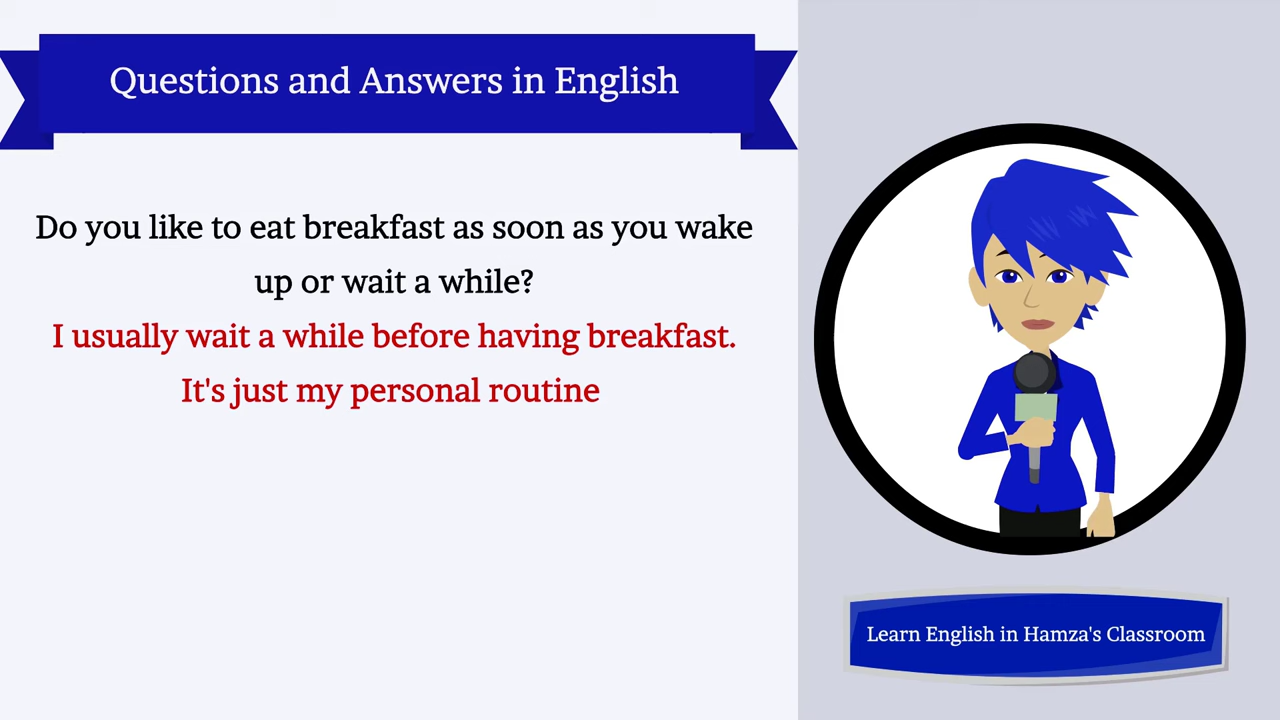 Questions and Answers in English
Do you like to eat breakfast as soon as you wake
up or wait a while?
I usually wait a while before having breakfast.
It's just my personal routine
Learn English in Hamza's Classroom